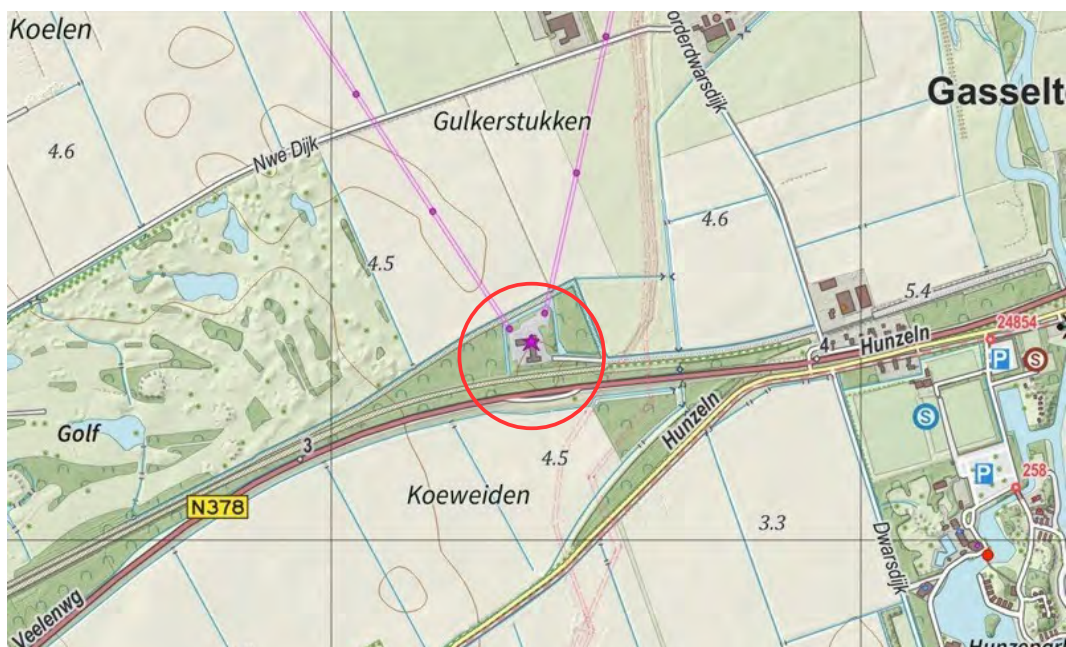 Koelen
orderdwarsdijk
Gasselt
Gulkerstukken
Nwe Dijk
4.6
4.6
4.5
5.4
24854
4
Hunzeln
P
S
S
Hunzeln
Golf
3
4.5
Koeweiden
P
258
N378
3.3
Dwarsdijk
Veelenwg